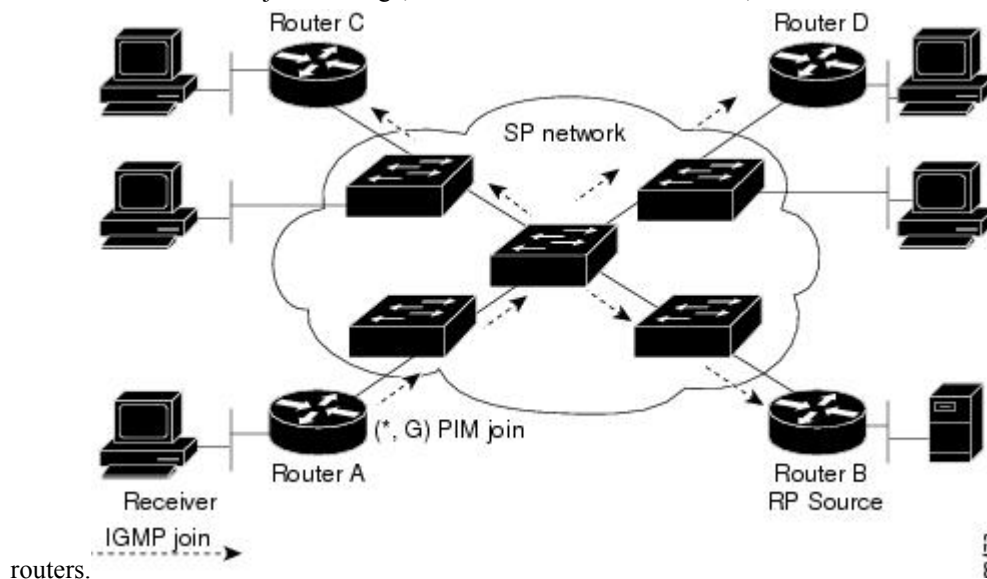 Router C
Router D
SP network
(*, G) PIM join
Router A
Router B
RP Source
Receiver
IGMP join
routers.